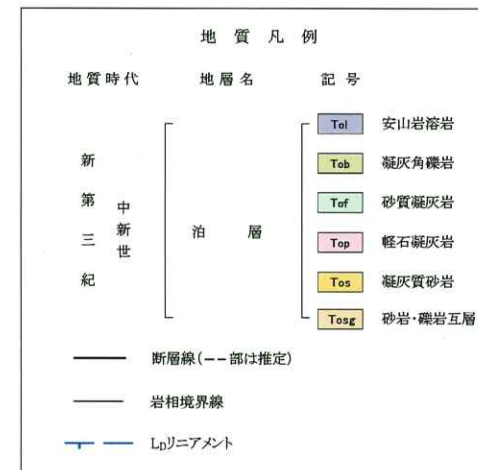 地質凡例
地質時代 地層名 記号
新第三紀 中新世 泊層
Tol 安山岩溶岩
Tob 凝灰角礫岩
Tof 砂質凝灰岩
Top 軽石凝灰岩
Tos 凝灰質砂岩
Tosg 砂岩・礫岩互層
断層線(--部は推定)
岩相境界線
LDリニアメント